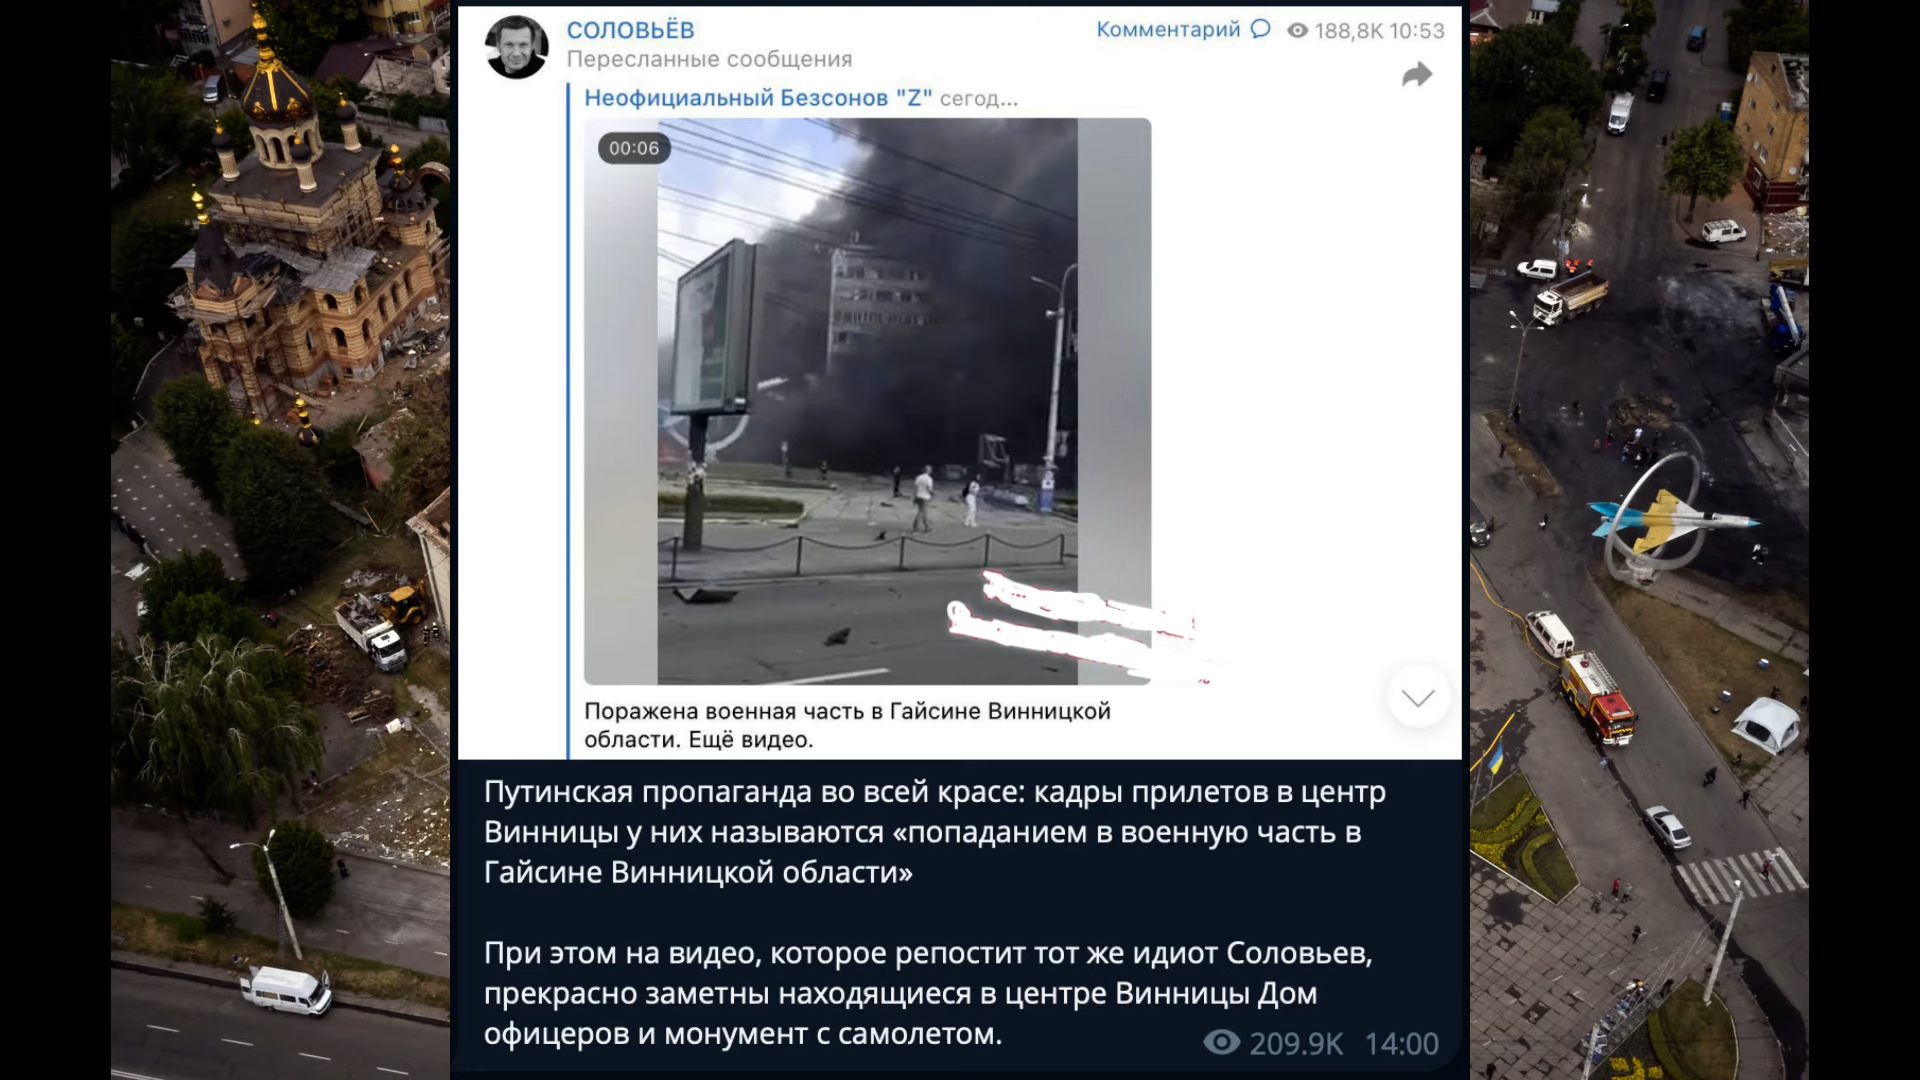 СОЛОВЬЁВ
Комментарий 188,8K 10:53
Пересланные сообщения
Неофициальный Безсонов "Z" сегод...
00:06
Поражена военная часть в Гайсине Винницкой
области. Ещё видео.
Путинская пропаганда во всей красе: кадры прилетов в центр
Винницы у них называются «попаданием в военную часть в
Гайсине Винницкой области»
При этом на видео, которое репостит тот же идиот Соловьев,
прекрасно заметны находящиеся в центре Винницы Дом
офицеров и монумент с самолетом.
209.9K 14:00